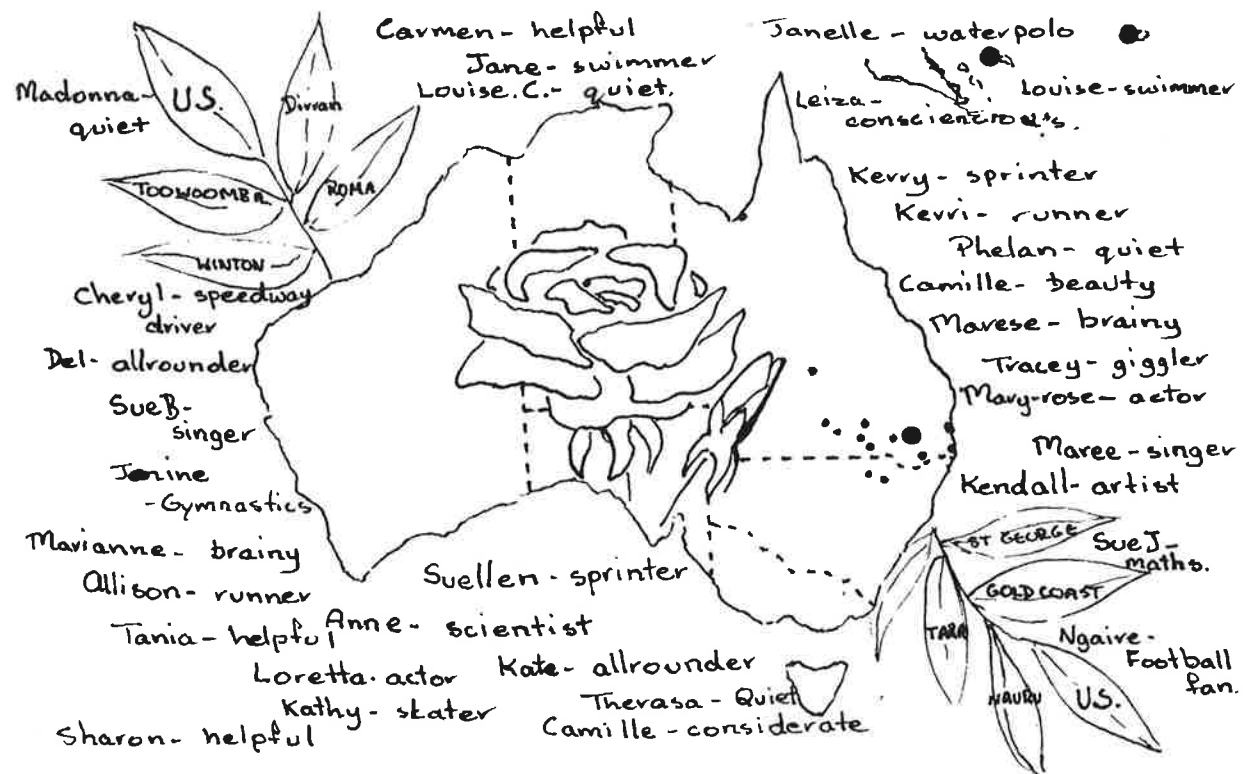 Carmen - helpful
Jane - swimmer
Louise.C. - quiet.
Janelle - waterpolo
Louise - swimmer
Leiza -
Madonna -
quiet
U.S.
Dirran
TOOWOOMBA
ROMA
WINTON
Kerry - sprinter
Kerri - runner
Phelan - quiet
Camille - beauty
Marese - brainy
Tracey - giggler
Mary-rose - actor
Maree - singer
Kendall - artist
Cheryl - speedway
driver
Del - allrounder
SueB -
singer
Janine
- Gymnastics
Marianne - brainy
Allison - runner
Tania - helpful
Loretta. actor
Kathy - skater
Sharon - helpful
Suellen - sprinter
Anne - scientist
Kate - allrounder
Therasa - Quiet
Camille - considerate
ST GEORGE
SueJ -
maths.
GOLD COAST
TARA
Ngaire -
Football
fan.
NAURU
U.S.